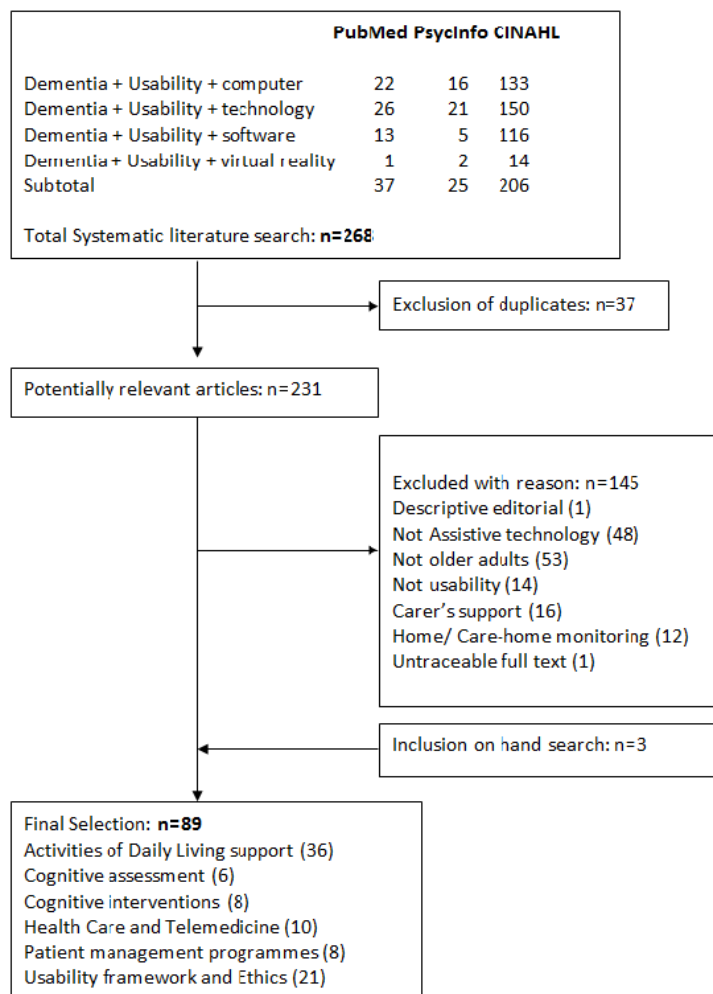 PubMed PsycInfo CINAHL
Dementia + Usability + computer 22 16 133
Dementia + Usability + technology 26 21 150
Dementia + Usability + software 13 5 116
Dementia + Usability + virtual reality 1 2 14
Subtotal 37 25 206
Total Systematic literature search: n=268
Exclusion of duplicates: n=37
Potentially relevant articles: n=231
Excluded with reason: n=145
Descriptive editorial (1)
Not Assistive technology (48)
Not older adults (53)
Not usability (14)
Carer's support (16)
Home/ Care-home monitoring (12)
Untraceable full text (1)
Inclusion on hand search: n=3
Final Selection: n=89
Activities of Daily Living support (36)
Cognitive assessment (6)
Cognitive interventions (8)
Health Care and Telemedicine (10)
Patient management programmes (8)
Usability framework and Ethics (21)